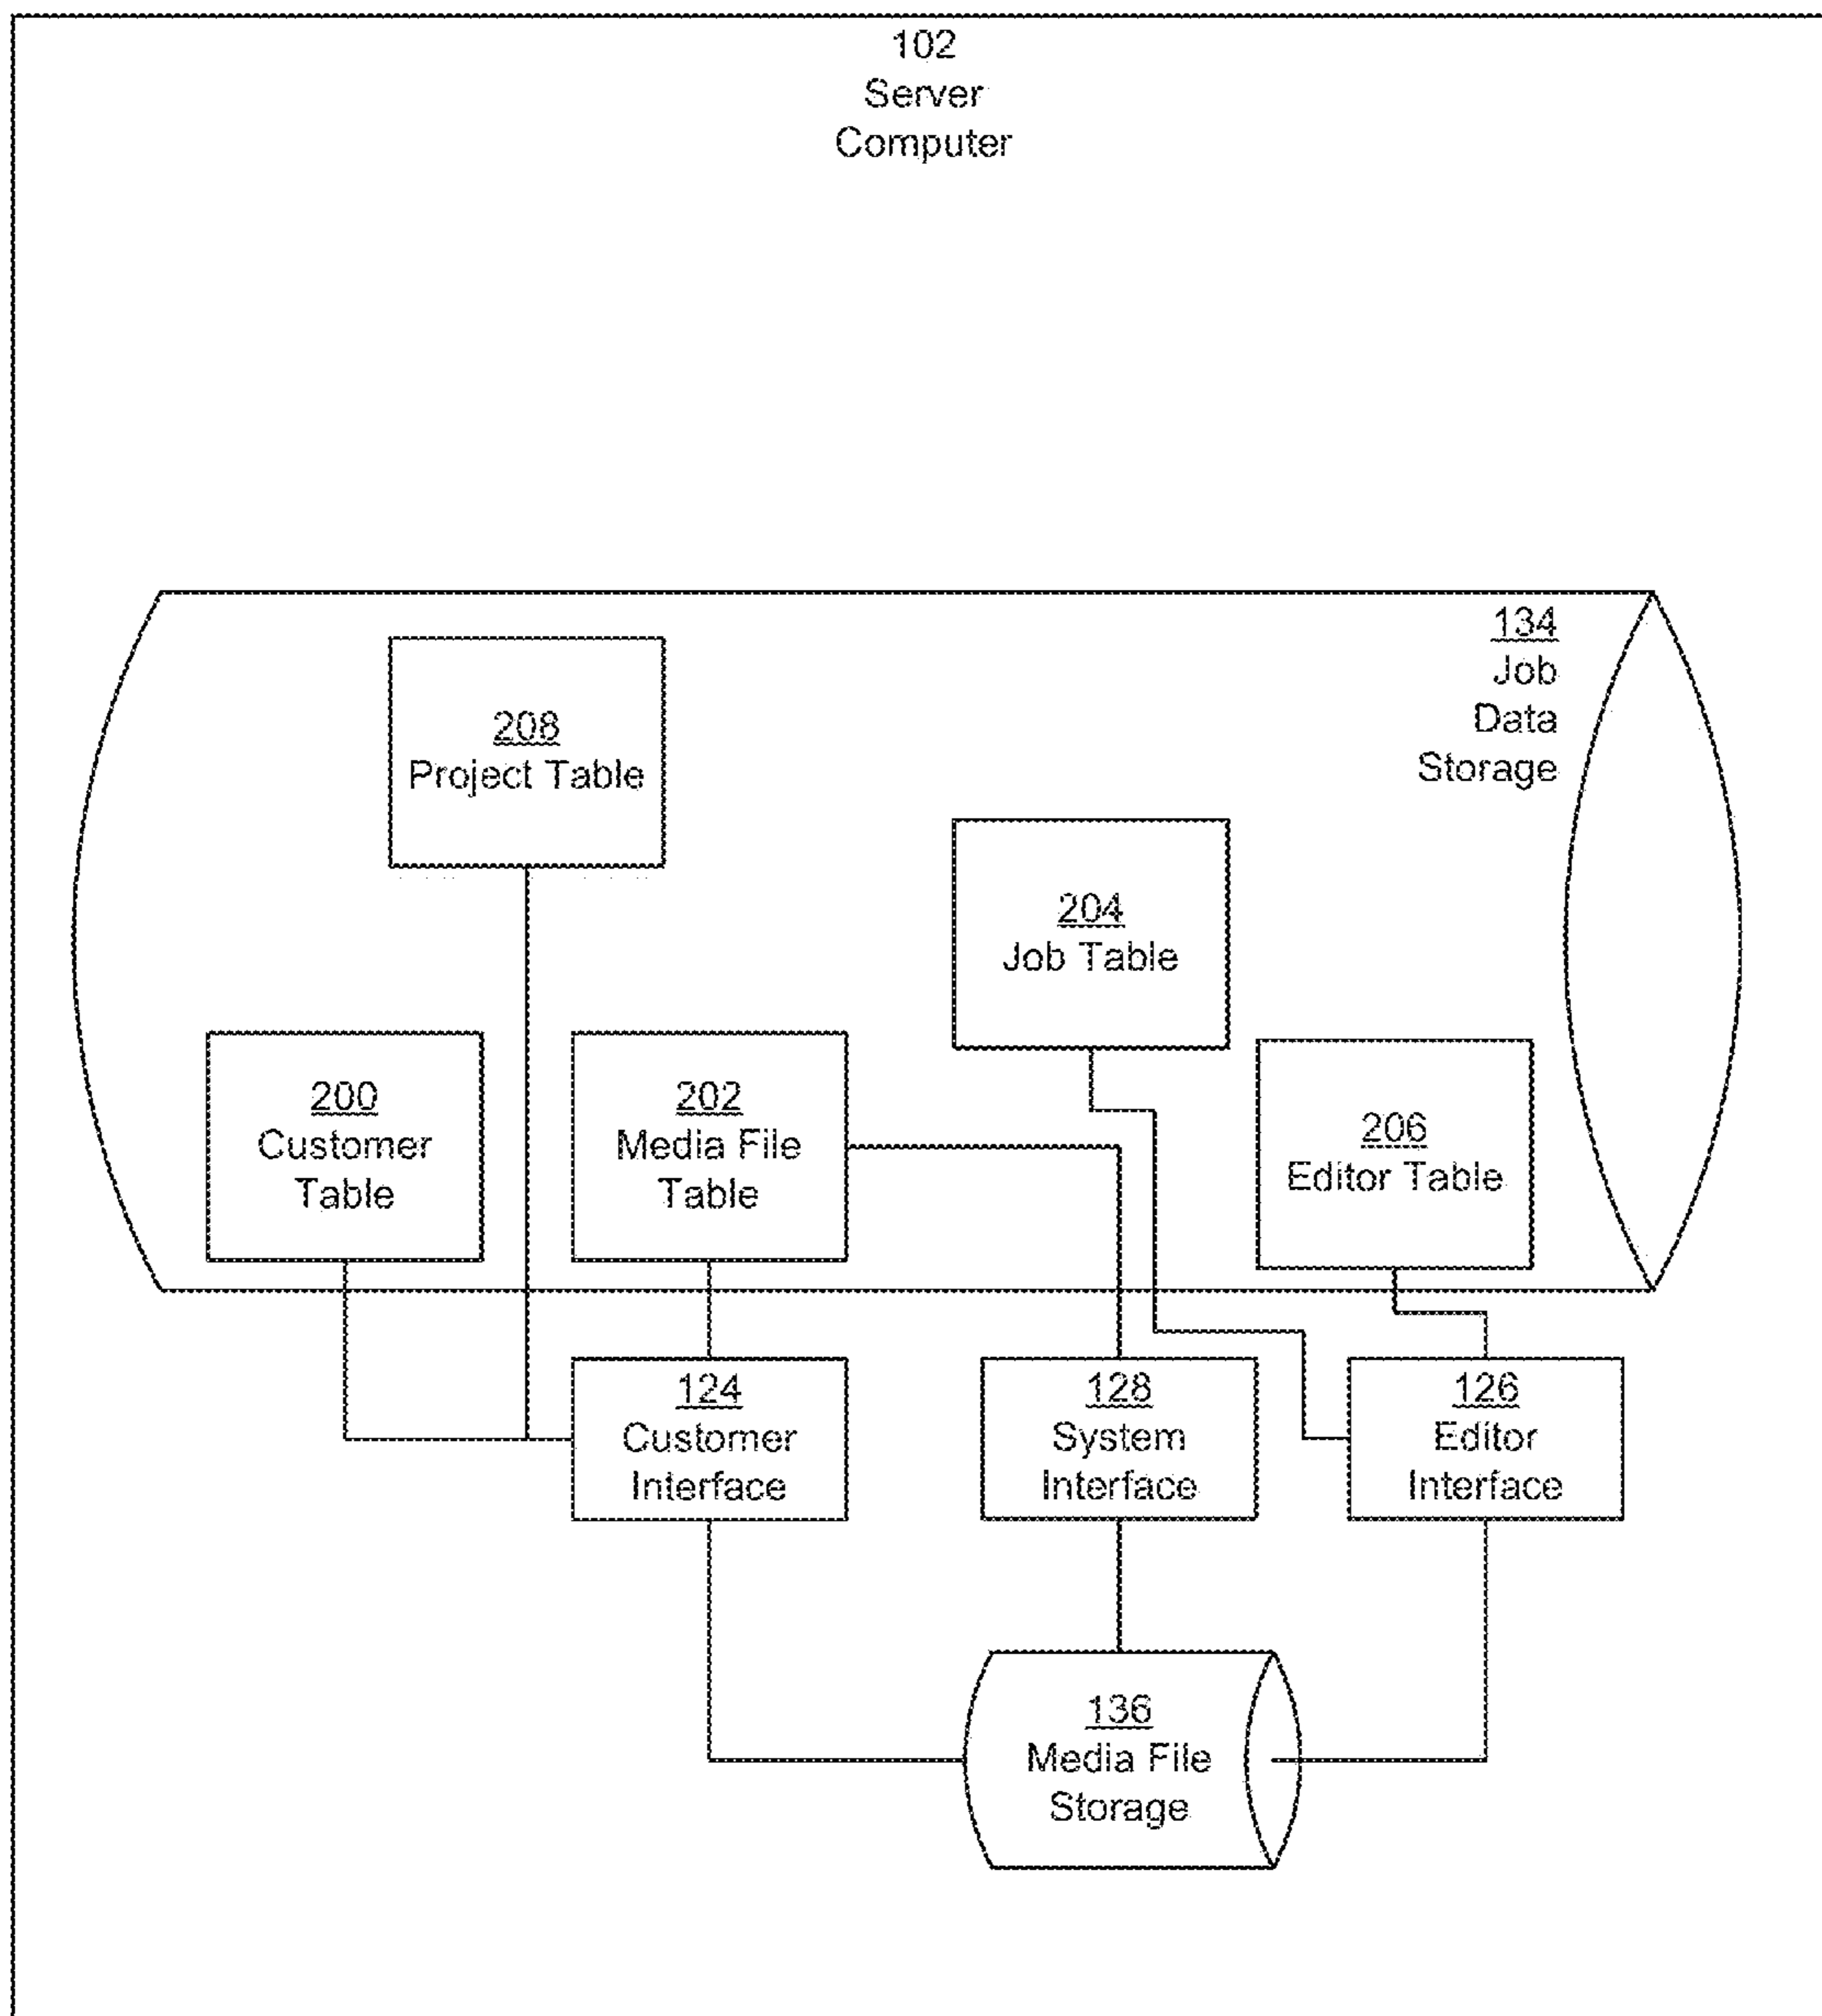 102
Server
Computer
134
Job
Data
Storage
208
Project Table
204
Job Table
200
Customer
Table
202
Media File
Table
206
Editor Table
124
Customer
Interface
128
System
Interface
126
Editor
Interface
136
Media File
Storage